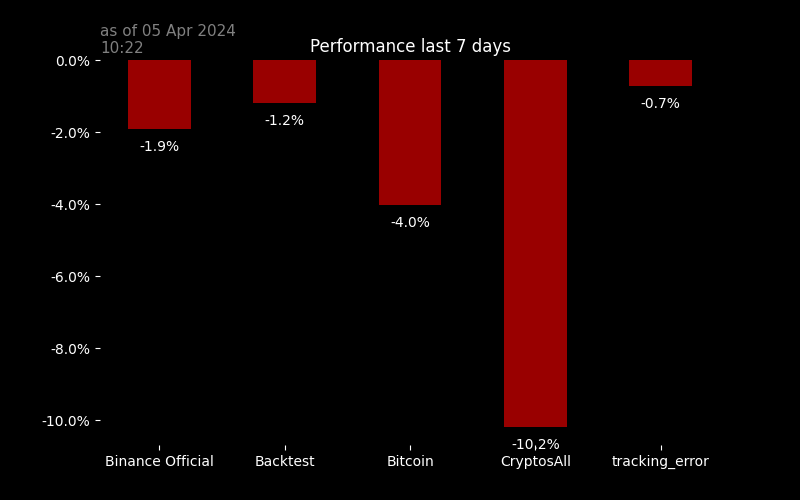 as of 05 Apr 2024
10:22
Performance last 7 days
0.0%
-2.0%
-4.0%
-6.0%
-8.0%
-10.0%
-1.9%
-1.2%
-4.0%
-10.2%
-0.7%
Binance Official
Backtest
Bitcoin
CryptosAll
tracking_error